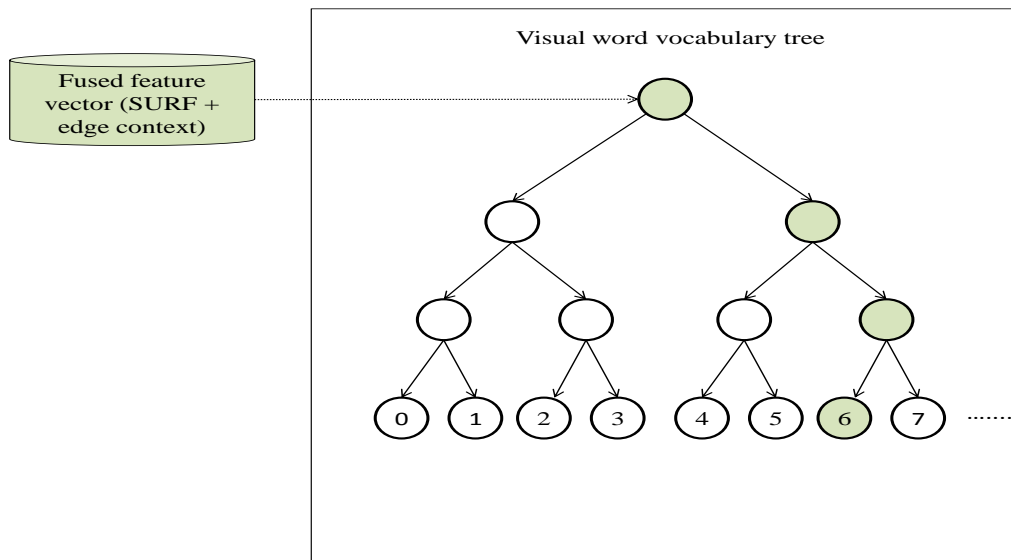 Visual word vocabulary tree
Fused feature
vector (SURF +
edge context)
0 1 2 3 4 5 6 7 .......